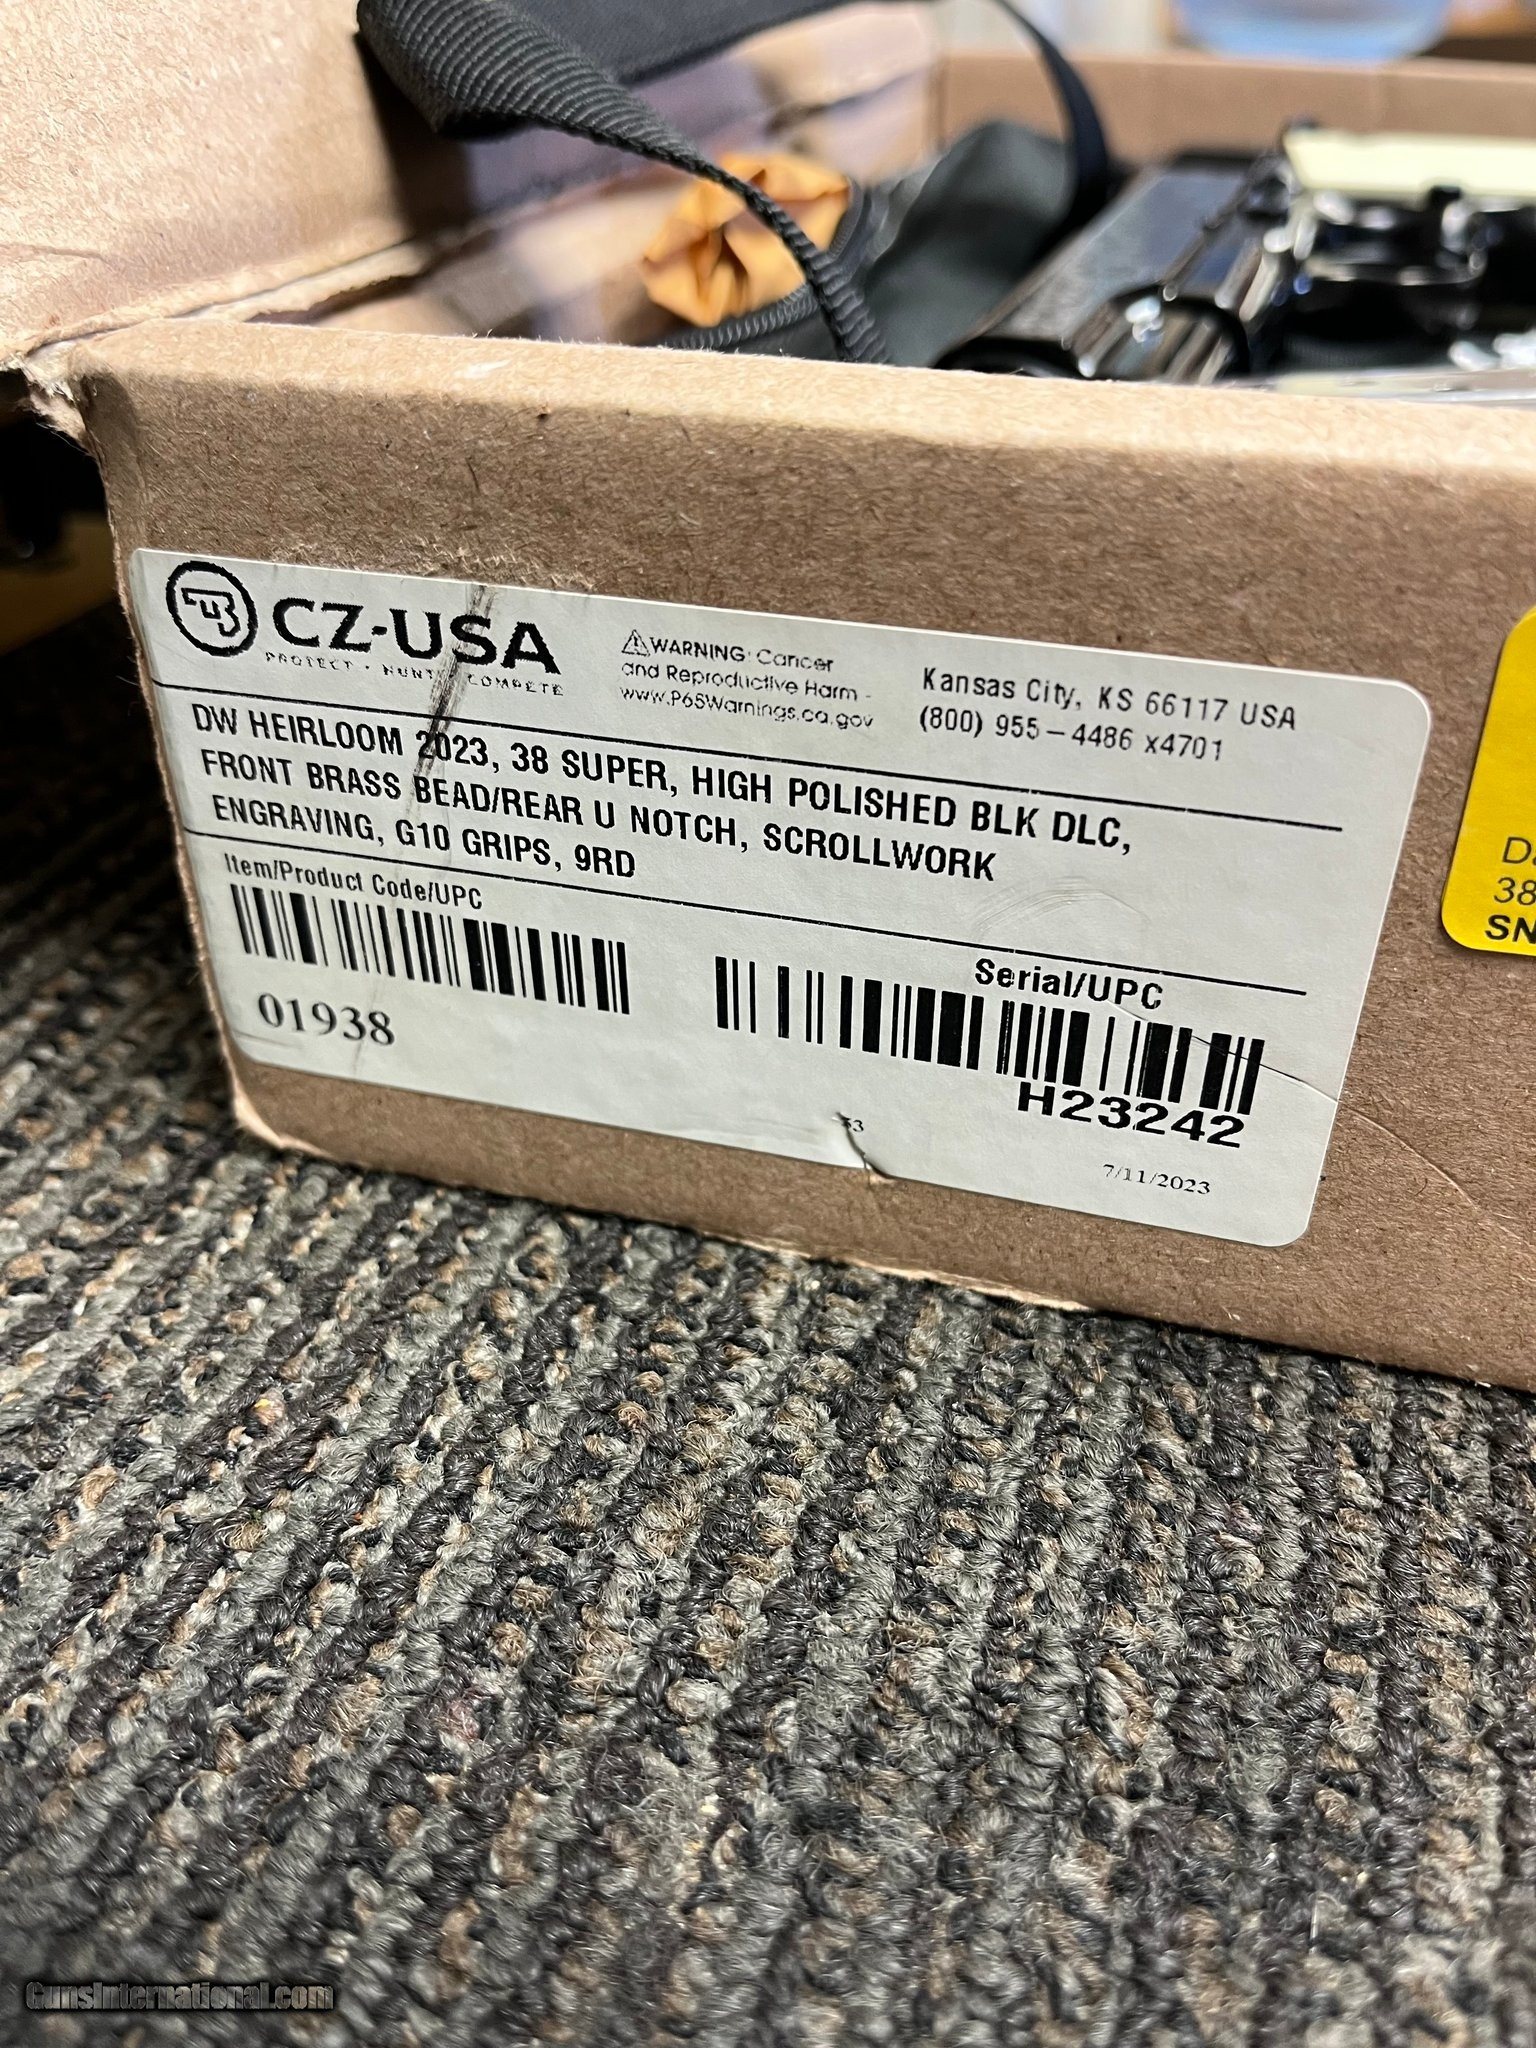 CZ-USA
PROTECT • HUNT • COMPETE
WARNING: Cancer
and Reproductive Harm -
www.P65Warnings.ca.gov
Kansas City, KS 66117 USA
(800) 955-4486 x4701
DW HEIRLOOM 2023, 38 SUPER, HIGH POLISHED BLK DLC,
FRONT BRASS BEAD/REAR U NOTCH, SCROLLWORK
ENGRAVING, G10 GRIPS, 9RD
Item/Product Code/UPC
01938
Serial/UPC
H23242
7/11/2023
38
SN
GunsInternational.com